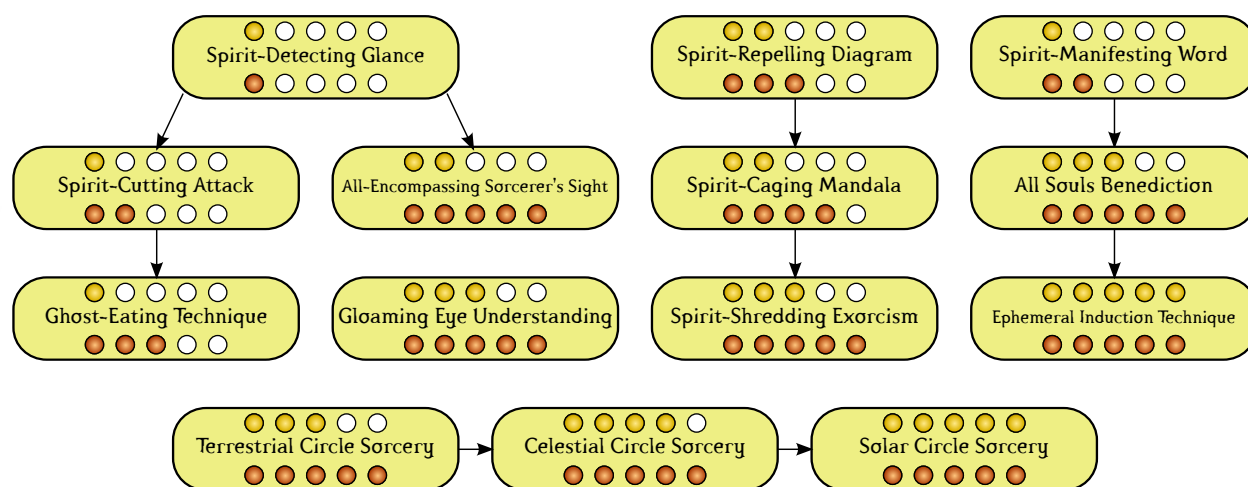 Spirit-Detecting Glance
Spirit-Repelling Diagram
Spirit-Manifesting Word
Spirit-Cutting Attack
All-Encompassing Sorcerer's Sight
Spirit-Caging Mandala
All Souls Benediction
Ghost-Eating Technique
Gloaming Eye Understanding
Spirit-Shredding Exorcism
Ephemeral Induction Technique
Terrestrial Circle Sorcery
Celestial Circle Sorcery
Solar Circle Sorcery